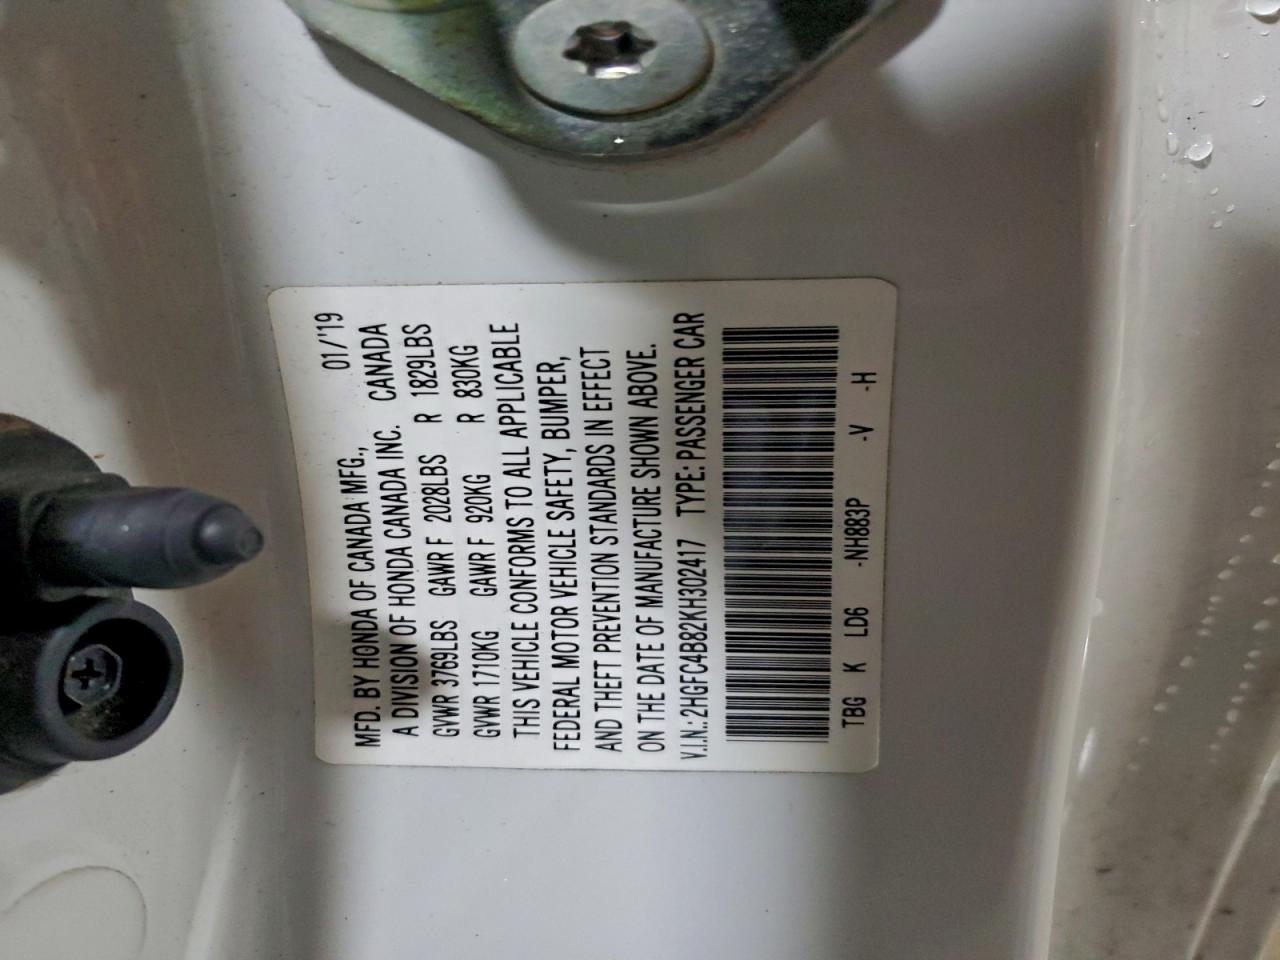 01/'19
MFD. BY HONDA OF CANADA MFG.,
A DIVISION OF HONDA CANADA INC. CANADA
GVWR 3769LBS GAWR F 2028LBS R 1829LBS
GVWR 1710KG GAWR F 920KG R 830KG
THIS VEHICLE CONFORMS TO ALL APPLICABLE
FEDERAL MOTOR VEHICLE SAFETY, BUMPER,
AND THEFT PREVENTION STANDARDS IN EFFECT
ON THE DATE OF MANUFACTURE SHOWN ABOVE.
V.I.N.: 2HGFC4B82KH302417 TYPE: PASSENGER CAR
TBG K LD6 -NH883P -V -H